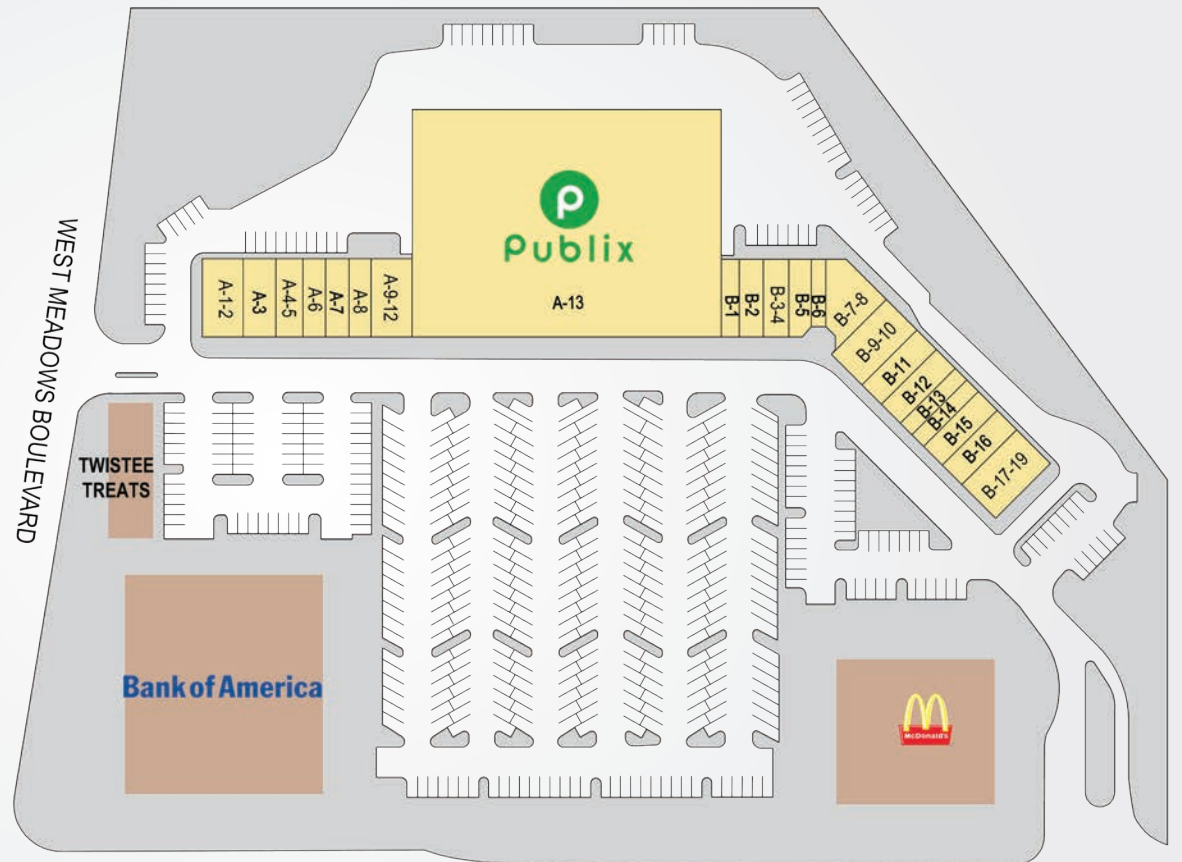 WEST MEADOWS BOULEVARD
P
Publix
A-1-2
A-3
A-4-5
A-6
A-7
A-8
A-9-12
A-13
B-1
B-2
B-3-4
B-5
B-6
B-7-8
B-9-10
B-11
B-12
B-13
B-14
B-15
B-16
B-17-19
TWISTEE
TREATS
Bank of America
McDonald's